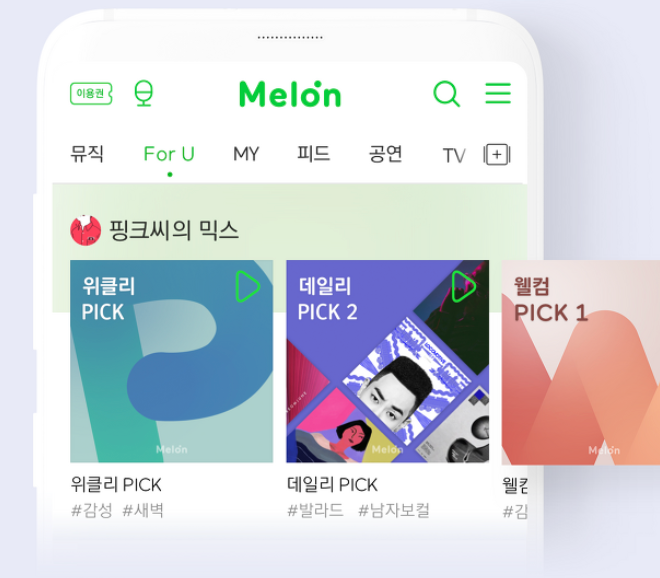 이용권
Melon
뮤직 For U MY 피드 공연 TV
핑크씨의 믹스
위클리
PICK
Melon
데일리
PICK 2
Melon
웰컴
PICK 1
Melon
위클리 PICK
#감성 #새벽
데일리 PICK
#발라드 #남자보컬
웰컴
#감